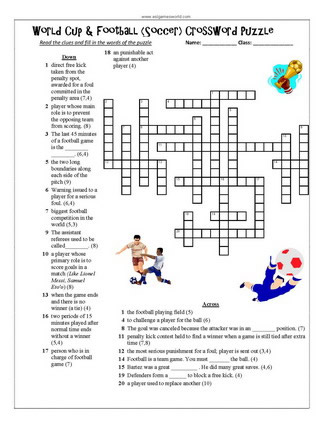 www.eslgamesworld.com
World Cup & Football (Soccer) Crossword Puzzle
Read the clues and fill in the words of the puzzle
Name: ____________ Class: ____________
Down
1 direct free kick
taken from the
penalty spot,
awarded for a foul
committed in the
penalty area (7,4)
2 player whose main
role is to prevent
the opposing team
from scoring. (8)
3 The last 45 minutes
of a football game
is the ________
________. (6,4)
5 the two long
boundaries along
each side of the
pitch (9)
6 Warning issued to a
player for a serious
foul. (6,4)
7 biggest football
competition in the
world (5,3)
9 The assistant
referees used to be
called________. (8)
10 a player whose
primary role is to
score goals in a
match (Like Lionel
Messi, Samuel
Eto'o) (8)
13 when the game ends
and there is no
winner (a tie) (4)
16 two periods of 15
minutes played after
normal time
ends without a winner
(5,4)
17 person who is in
charge of football
game (7)
18 an punishable act
against another
player (4)
Across
1 the football playing field (5)
4 to challenge a player for the ball (6)
8 The goal was canceled because the attacker was in an ________ position. (7)
11 penalty kick contest held to find a winner when a game is still tied after extra
time (7,8)
12 the most serious punishment for a foul, player is sent out (3,4)
14 Football is a team game. You must ________ the ball. (4)
15 Barter was a great ________. He did many great saves. (4,6)
19 Defenders form a ______ to block a free kick. (4)
20 a player used to replace another (10)